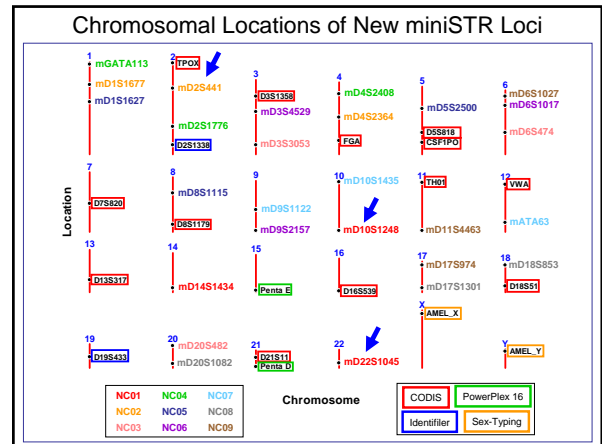 Chromosomal Locations of New miniSTR Loci
Location
1
mGATA113
mD1S1677
mD1S1627
2
TPOX
mD2S441
mD2S1776
D2S1338
3
D3S1358
mD3S4529
mD3S3053
4
mD4S2408
mD4S2364
FGA
5
mD5S2500
D5S818
CSF1PO
6
mD6S1027
mD6S1017
mD6S474
7
D7S820
8
mD8S1115
D8S1179
9
mD9S1122
mD9S2157
10
mD10S1435
mD10S1248
11
TH01
mD11S4463
12
VWA
mATA63
13
D13S317
14
mD14S1434
15
Penta E
16
D16S539
17
mD17S974
mD17S1301
18
mD18S853
D18S51
19
D19S433
20
mD20S482
mD20S1082
21
D21S11
Penta D
22
mD22S1045
X
AMEL_X
Y
AMEL_Y
Chromosome
NC01 NC04 NC07
NC02 NC05 NC08
NC03 NC06 NC09
CODIS PowerPlex 16
Identifiler Sex-Typing